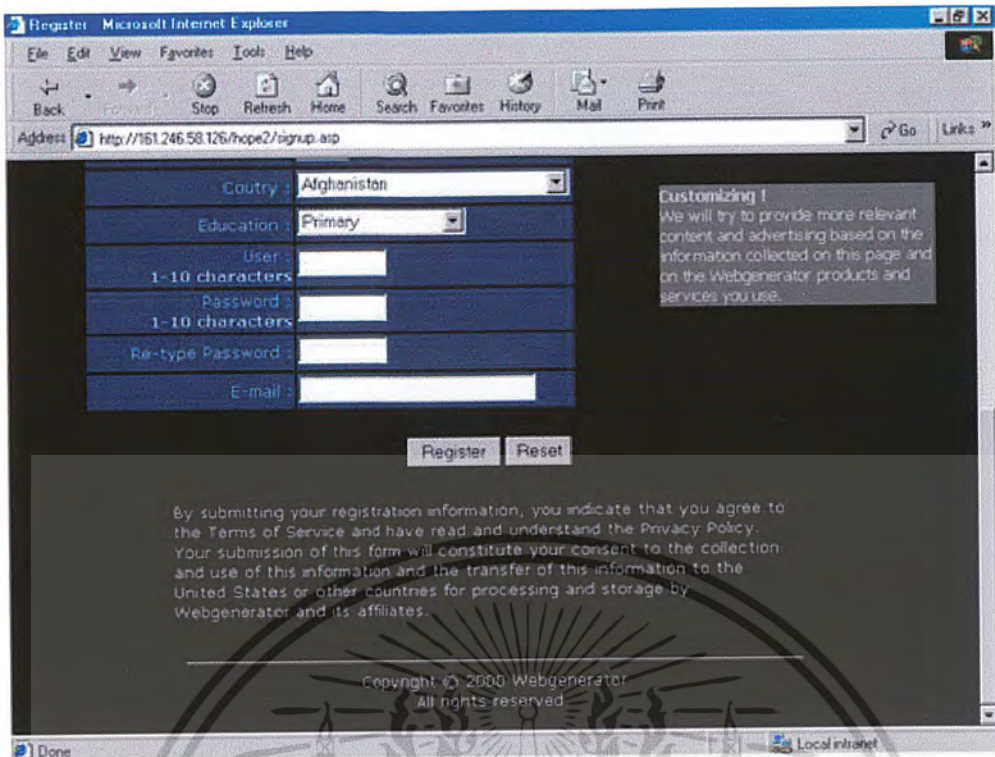 Register Microsoft Internet Explorer
File Edit View Favorites Tools Help
Back Forward Stop Refresh Home Search Favorites History Mail Print
Address http://161.246.58.126/hope2/signup.asp Go Links »
Coutry : Afghanistan
Education : Primary
User :
1-10 characters
Password :
1-10 characters
Re-type Password :
E-mail :
Customizing !
We will try to provide more relevant
content and advertising based on the
information collected on this page and
on the Webgenerator products and
services you use.
Register Reset
By submitting your registration information, you indicate that you agree to
the Terms of Service and have read and understand the Privacy Policy.
Your submission of this form will constitute your consent to the collection
and use of this information and the transfer of this information to the
United States or other countries for processing and storage by
Webgenerator and its affiliates.
Copyright © 2000 Webgenerator
All rights reserved
Done Local intranet